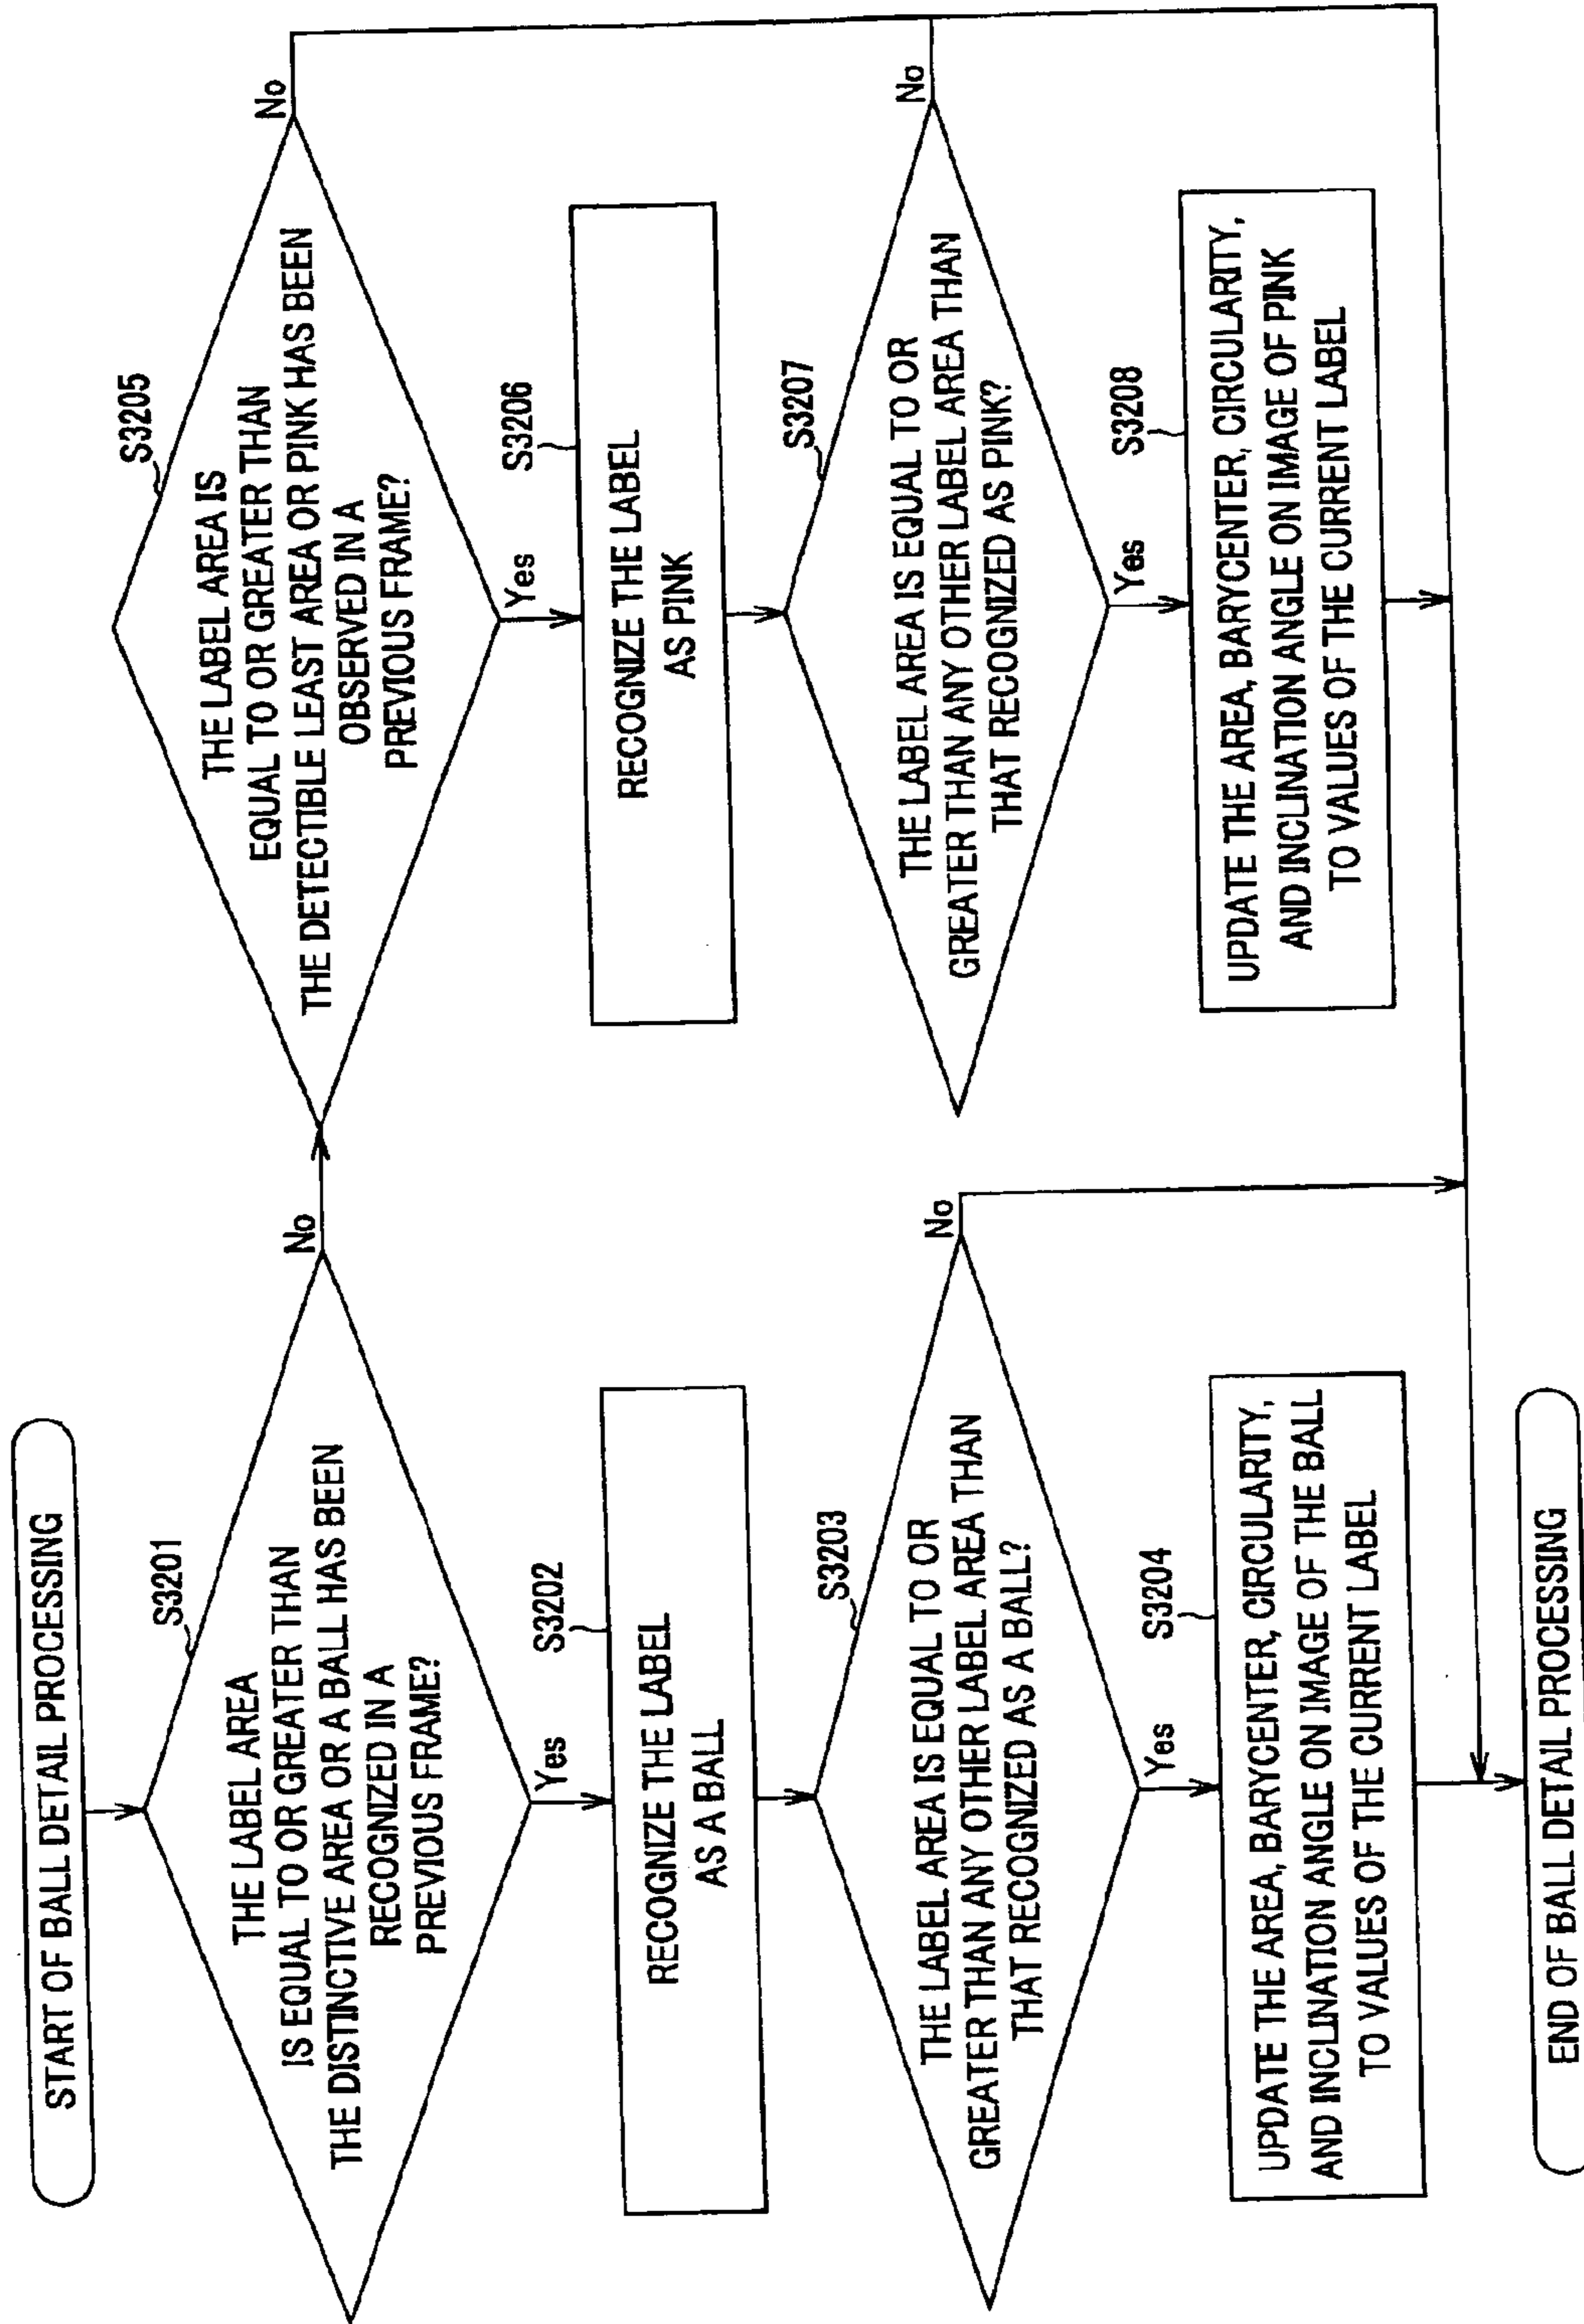 START OF BALL DETAIL PROCESSING
S3201
THE LABEL AREA
IS EQUAL TO OR GREATER THAN
THE DISTINCTIVE AREA OR A BALL HAS BEEN
RECOGNIZED IN A
PREVIOUS FRAME?
No
Yes
S3202
RECOGNIZE THE LABEL
AS A BALL
S3203
THE LABEL AREA IS EQUAL TO OR
GREATER THAN ANY OTHER LABEL AREA THAN
THAT RECOGNIZED AS A BALL?
No
Yes
S3204
UPDATE THE AREA, BARYCENTER, CIRCULARITY,
AND INCLINATION ANGLE ON IMAGE OF THE BALL
TO VALUES OF THE CURRENT LABEL
END OF BALL DETAIL PROCESSING
S3205
THE LABEL AREA IS
EQUAL TO OR GREATER THAN
THE DETECTIBLE LEAST AREA OR PINK HAS BEEN
OBSERVED IN A
PREVIOUS FRAME?
No
Yes
S3206
RECOGNIZE THE LABEL
AS PINK
S3207
THE LABEL AREA IS EQUAL TO OR
GREATER THAN ANY OTHER LABEL AREA THAN
THAT RECOGNIZED AS PINK?
No
Yes
S3208
UPDATE THE AREA, BARYCENTER, CIRCULARITY,
AND INCLINATION ANGLE ON IMAGE OF PINK
TO VALUES OF THE CURRENT LABEL